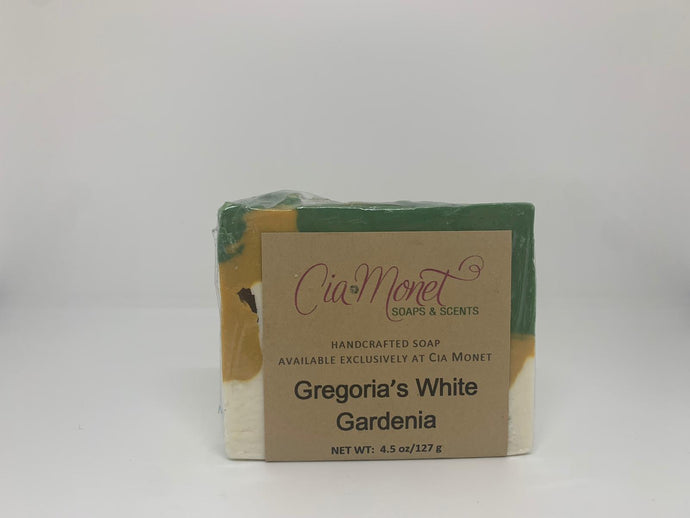 Cia Monet
SOAPS & SCENTS
HANDCRAFTED SOAP
AVAILABLE EXCLUSIVELY AT CIA MONET
Gregoria's White
Gardenia
NET WT: 4.5 oz/127 g